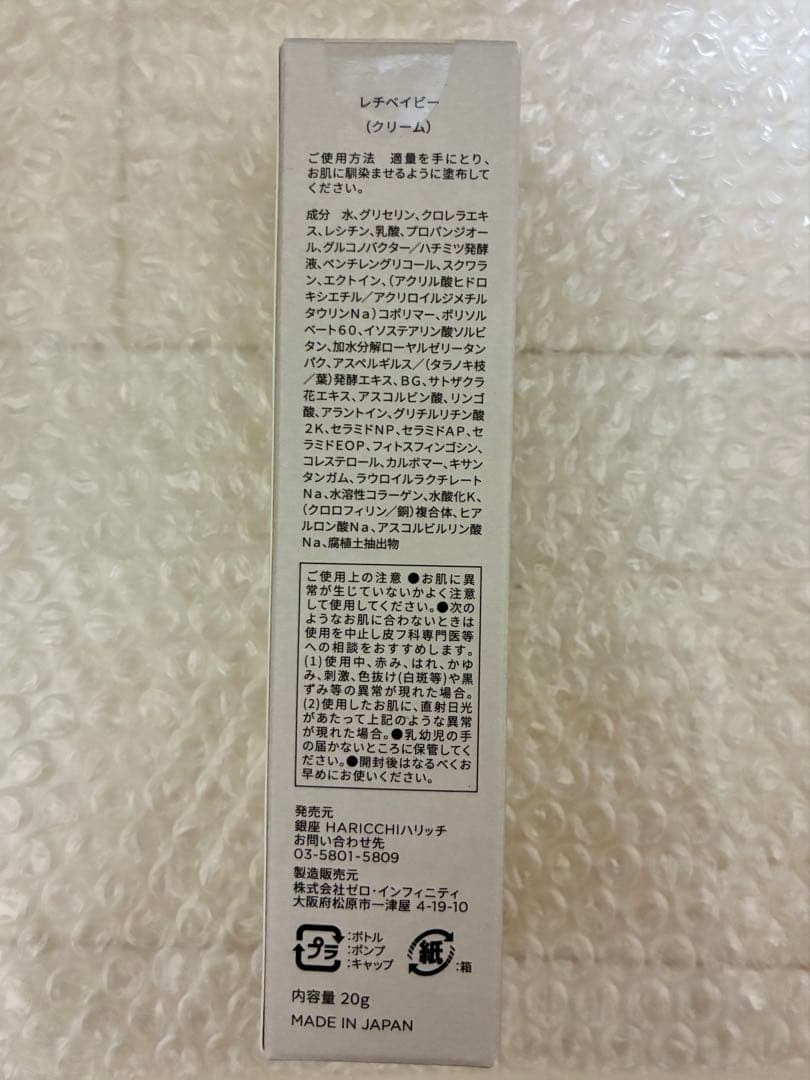 レチベイビー
（クリーム）
ご使用方法　適量を手にとり、
お肌に馴染ませるように塗布して
ください。
成分　水、グリセリン、クロレラエキ
ス、レシチン、乳酸、プロパンジオー
ル、グルコノバクター／ハチミツ発酵
液、ペンチレングリコール、スクワラ
ン、エクトイン、（アクリル酸ヒドロ
キシエチル／アクリロイルジメチル
タウリンNa）コポリマー、ポリソル
ベート60、イソステアリン酸ソルビ
タン、加水分解ローヤルゼリータン
パク、アスペルギルス／（タラノキ枝
／葉）発酵エキス、BG、サトザクラ
花エキス、アスコルビン酸、リンゴ
酸、アラントイン、グリチルリチン酸
2K、セラミドNP、セラミドAP、セ
ラミドEOP、フィトスフィンゴシン、
コレステロール、カルボマー、キサン
タンガム、ラウロイルラクチレート
Na、水溶性コラーゲン、水酸化K、
（クロロフィリン／銅）複合体、ヒア
ルロン酸Na、アスコルビルリン酸
Na、腐植土抽出物
ご使用上の注意 ●お肌に異
常が生じていないかよく注意
して使用してください。●次の
ようなお肌に合わないときは
使用を中止し皮フ科専門医等
への相談をおすすめします。
(1)使用中、赤み、はれ、かゆ
み、刺激、色抜け(白斑等)や黒
ずみ等の異常が現れた場合。
(2)使用したお肌に、直射日光
があたって上記のような異常
が現れた場合。●乳幼児の手
の届かないところに保管してく
ださい。●開封後はなるべくお
早めにお使いください。
発売元
銀座 HARICCHIハリッチ
お問い合わせ先
03-5801-5809
製造販売元
株式会社ゼロ・インフィニティ
大阪府松原市一津屋 4-19-10
プラ
:ボトル
:ポンプ
:キャップ
紙
:箱
内容量 20g
MADE IN JAPAN